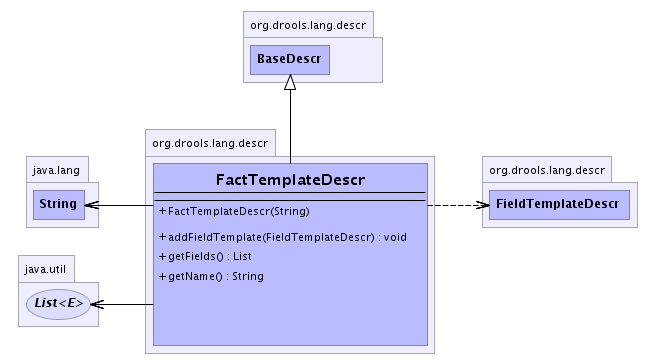 org.drools.lang.descr
BaseDescr
org.drools.lang.descr
FactTemplateDescr
+ FactTemplateDescr(String)
+ addFieldTemplate(FieldTemplateDescr) : void
+ getFields() : List
+ getName() : String
java.lang
String
java.util
List<E>
org.drools.lang.descr
FieldTemplateDescr